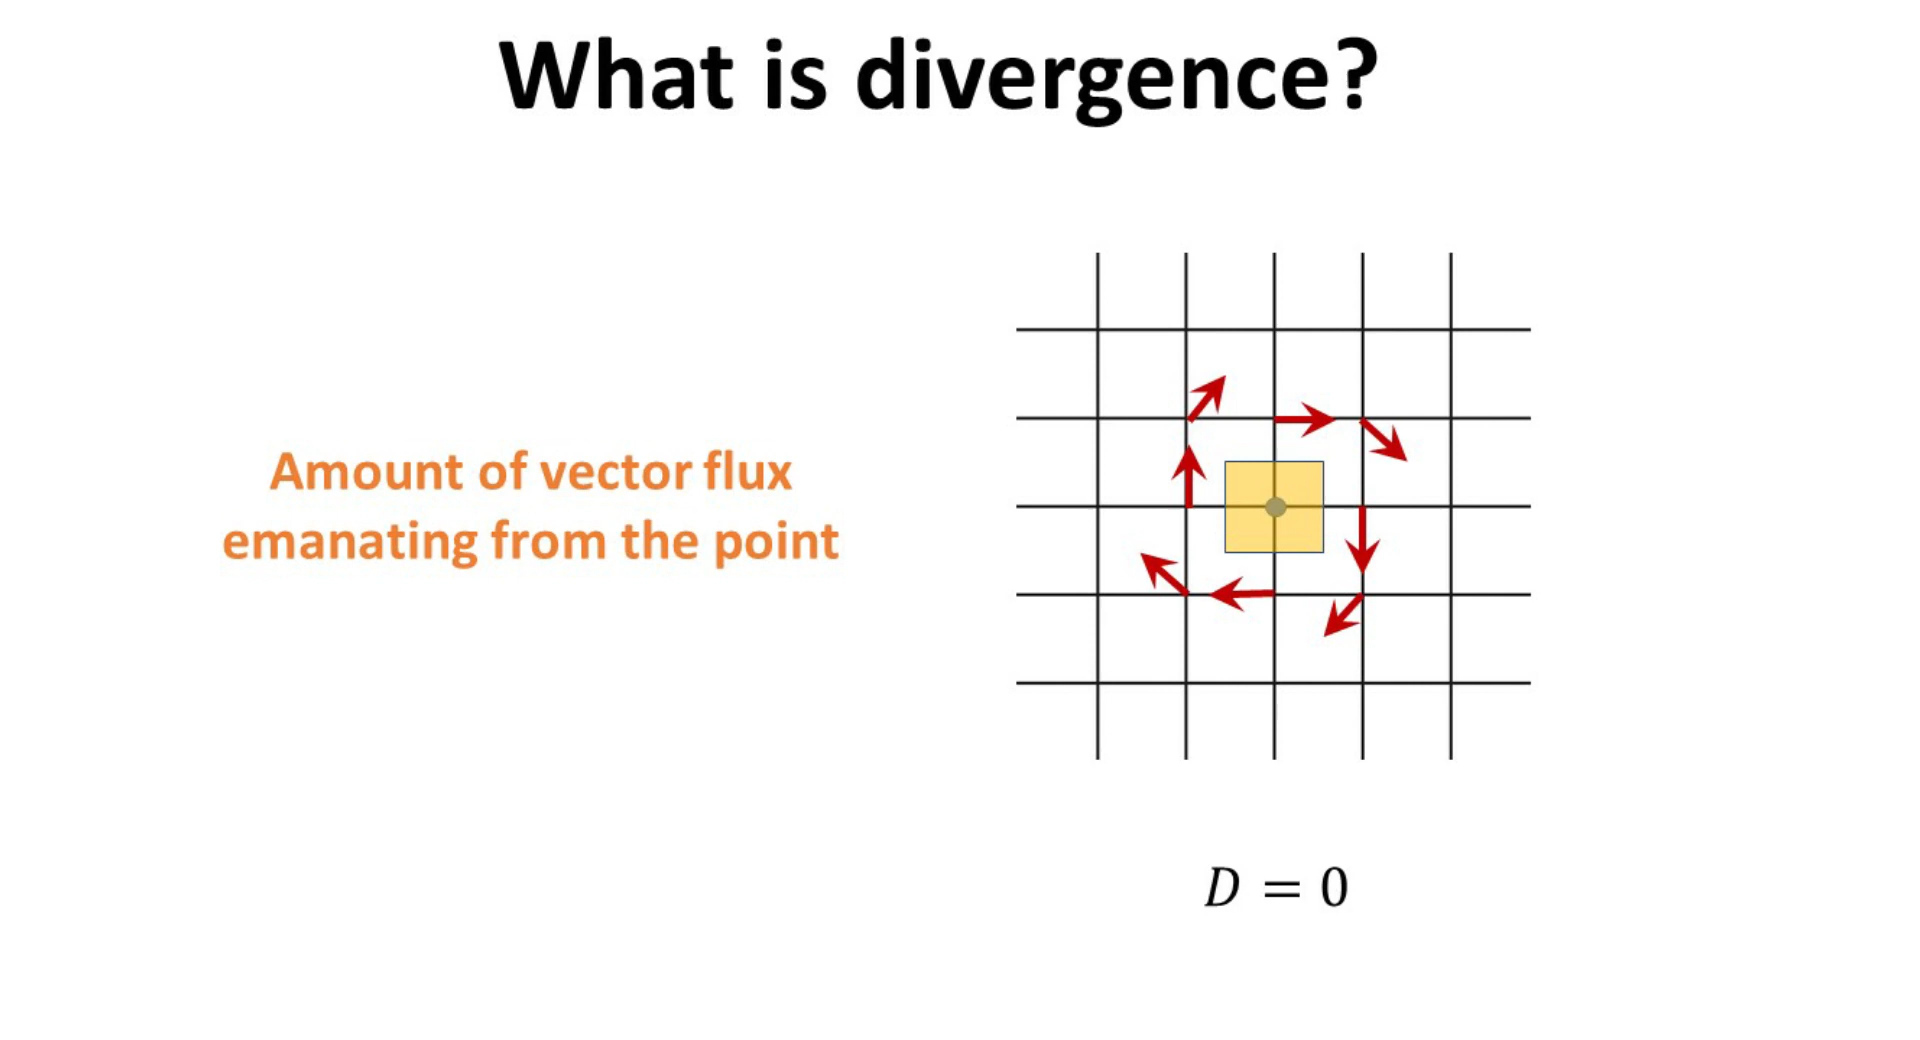 What is divergence?
Amount of vector flux
emanating from the point
D = 0